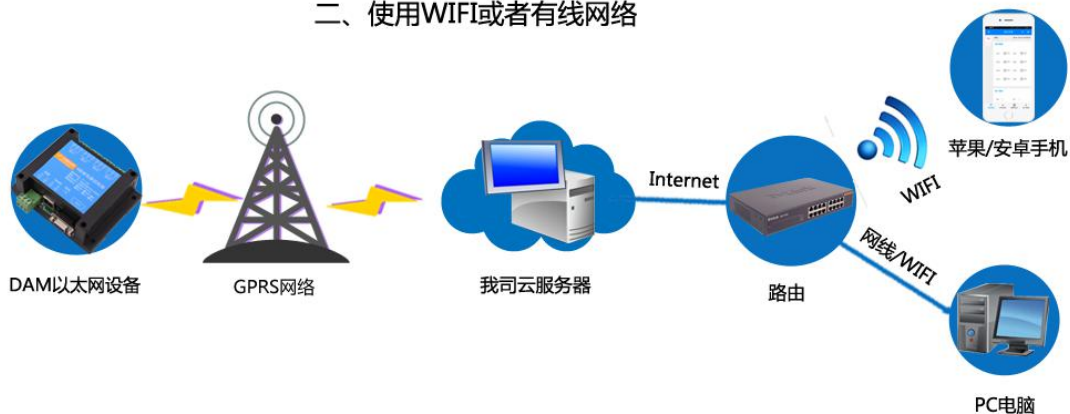 二、使用WIFI或者有线网络
DAM以太网设备
GPRS网络
我司云服务器
Internet
路由
WIFI
苹果/安卓手机
网线/WIFI
PC电脑